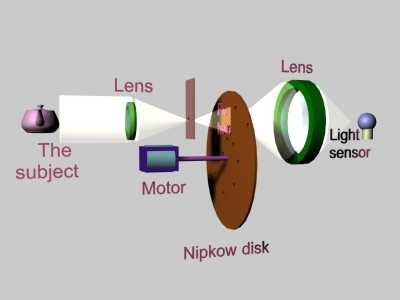 Lens
Lens
Light
sensor
The
subject
Motor
Nipkow disk